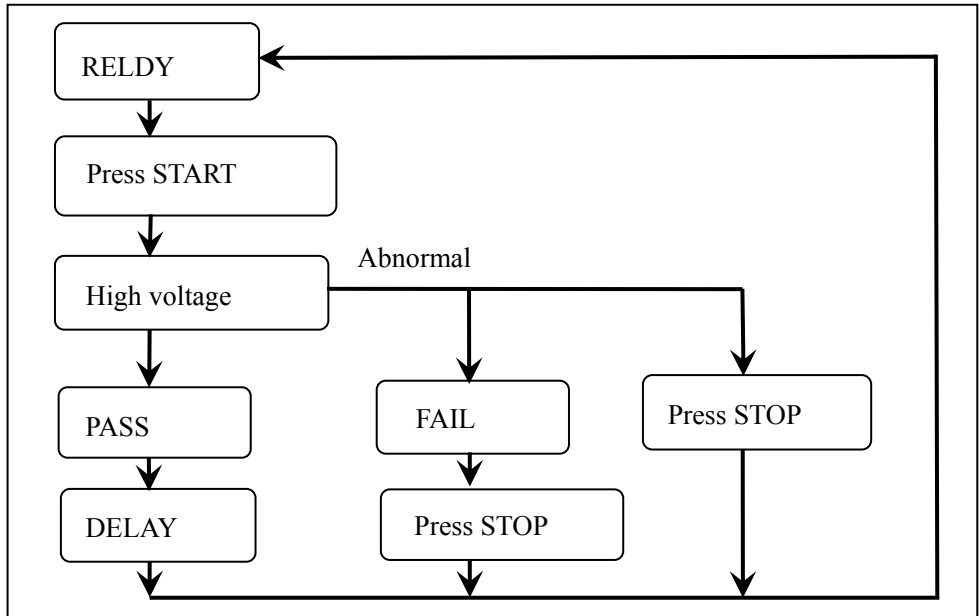 RELDY
Press START
Abnormal
High voltage
PASS
FAIL
Press STOP
DELAY
Press STOP